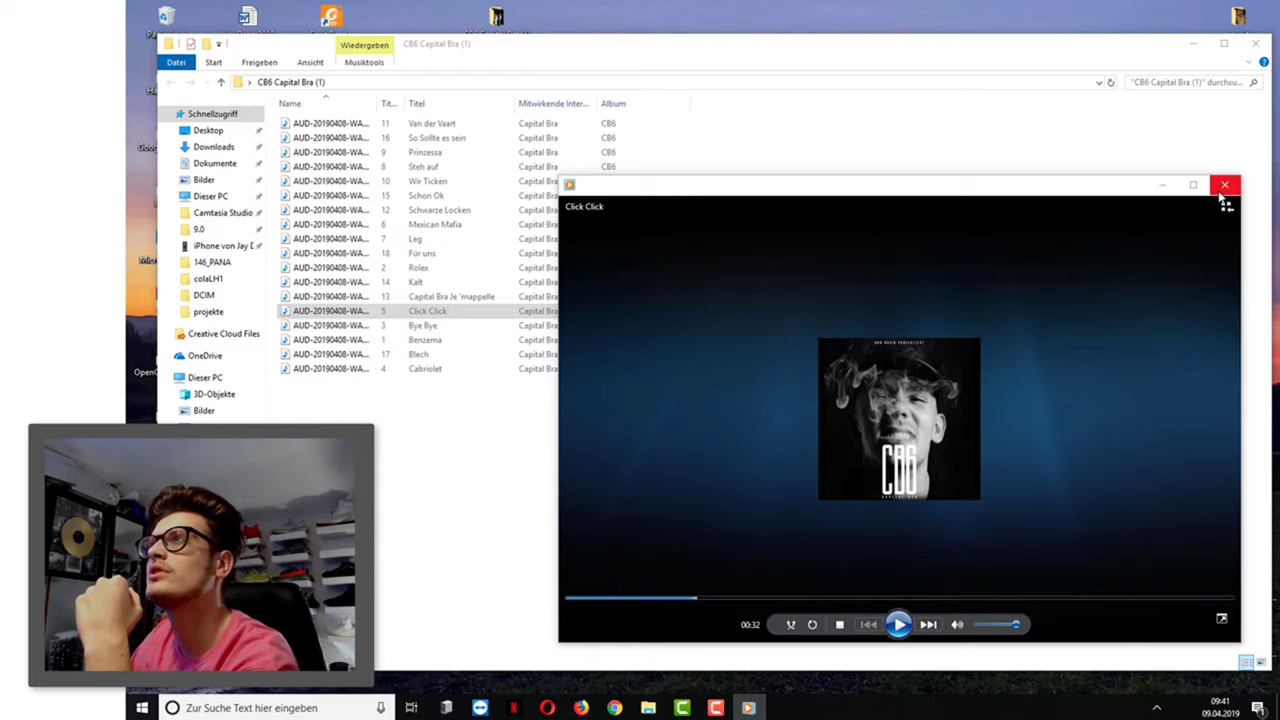 Wiedergeben
CB6 Capital Bra (1)
Datei
Start
Freigeben
Ansicht
Musiktools
CB6 Capital Bra (1)
"CB6 Capital Bra (1)" durchsu...
Name
Tit...
Titel
Mitwirkende Inter...
Album
AUD-20190408-WA... 11 Van der Vaart Capital Bra CB6
AUD-20190408-WA... 16 So Sollte es sein Capital Bra CB6
AUD-20190408-WA... 9 Prinzessa Capital Bra CB6
AUD-20190408-WA... 8 Steh auf Capital Bra CB6
AUD-20190408-WA... 10 Wir Ticken Capital Bra
AUD-20190408-WA... 15 Schon Ok Capital Bra
AUD-20190408-WA... 12 Schwarze Locken Capital Bra
AUD-20190408-WA... 6 Mexican Mafia Capital Bra
AUD-20190408-WA... 7 Leg Capital Bra
AUD-20190408-WA... 18 Für uns Capital Bra
AUD-20190408-WA... 2 Rolex Capital Bra
AUD-20190408-WA... 14 Kalt Capital Bra
AUD-20190408-WA... 13 Capital Bra Je 'mappelle Capital Bra
AUD-20190408-WA... 5 Click Click Capital Bra
AUD-20190408-WA... 3 Bye Bye Capital Bra
AUD-20190408-WA... 1 Benzema Capital Bra
AUD-20190408-WA... 17 Blech Capital Bra
AUD-20190408-WA... 4 Cabriolet Capital Bra
Schnellzugriff
Desktop
Downloads
Dokumente
Bilder
Dieser PC
Camtasia Studio
9.0
iPhone von Jay D
146_PANA
colaLH1
DCIM
projekte
Creative Cloud Files
OneDrive
Dieser PC
3D-Objekte
Bilder
Click Click
CB6
00:32
Zur Suche Text hier eingeben
09:41
09.04.2019